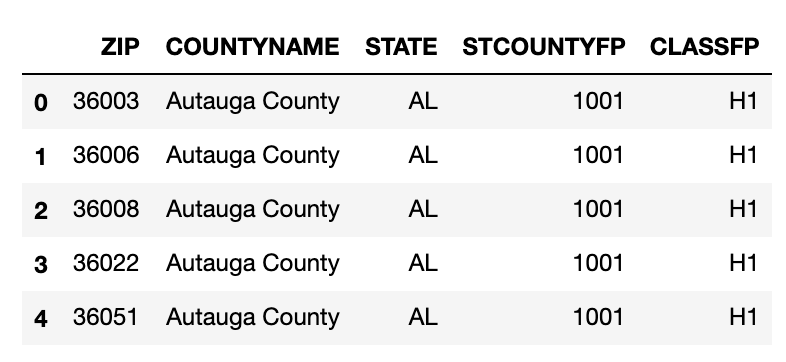 ZIP COUNTYNAME STATE STCOUNTYFP CLASSFP
0 36003 Autauga County AL 1001 H1
1 36006 Autauga County AL 1001 H1
2 36008 Autauga County AL 1001 H1
3 36022 Autauga County AL 1001 H1
4 36051 Autauga County AL 1001 H1